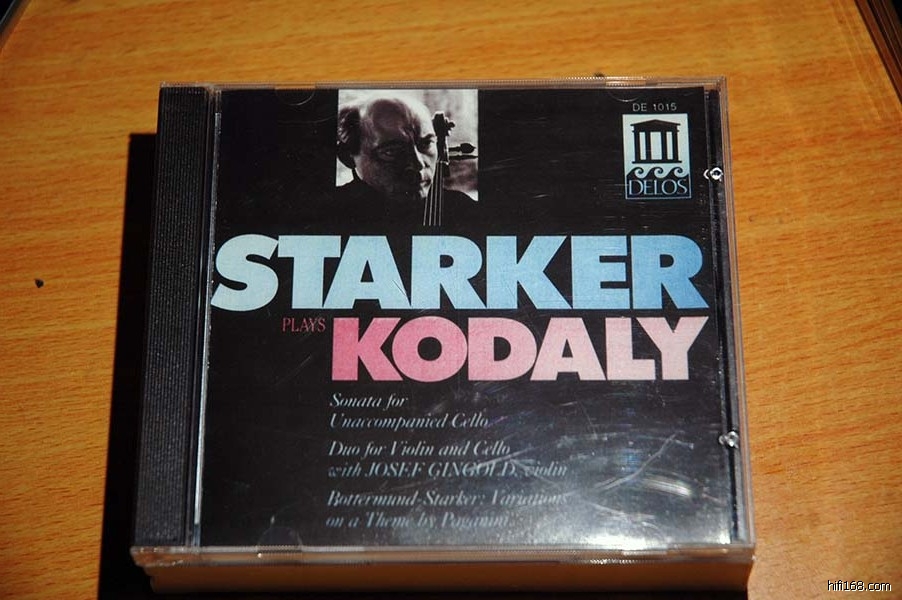 DE 1015
DELOS
STARKER
PLAYS KODALY
Sonata for
Unaccompanied Cello
Duo for Violin and Cello
with JOSEF GINGOLD, violin
Bottermund-Starker: Variations
on a Theme by Paganini
hifi168.com